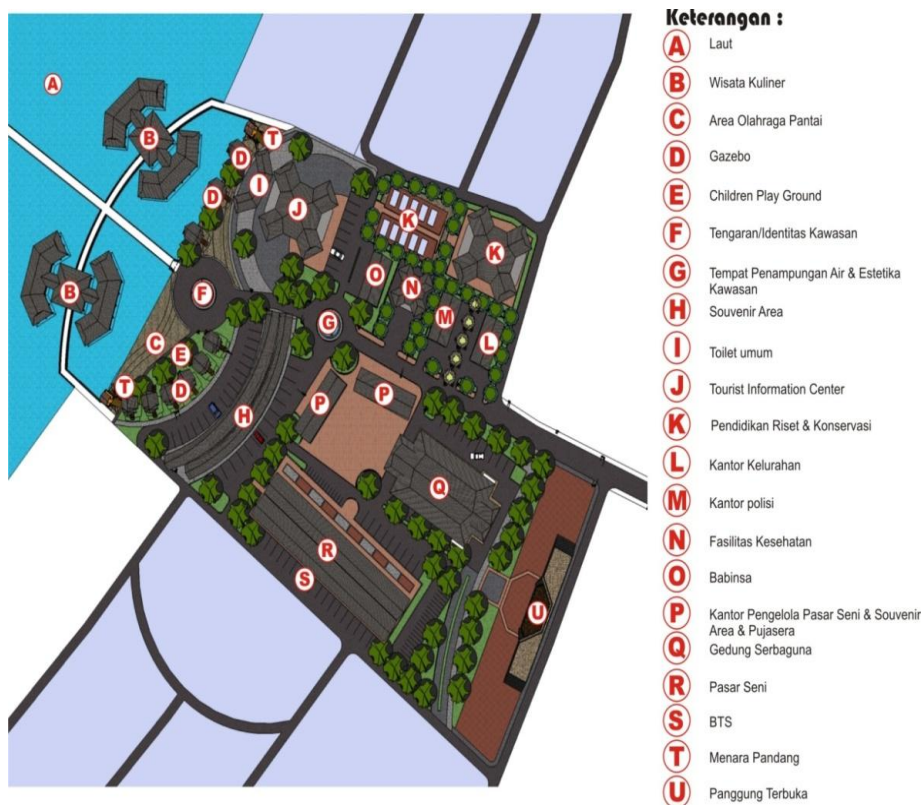 Keterangan :
A Laut
B Wisata Kuliner
C Area Olahraga Pantai
D Gazebo
E Children Play Ground
F Tengaran/Identitas Kawasan
G Tempat Penampungan Air & Estetika
Kawasan
H Souvenir Area
I Toilet umum
J Tourist Information Center
K Pendidikan Riset & Konservasi
L Kantor Kelurahan
M Kantor polisi
N Fasilitas Kesehatan
O Babinsa
P Kantor Pengelola Pasar Seni & Souvenir
Area & Pujasera
Q Gedung Serbaguna
R Pasar Seni
S BTS
T Menara Pandang
U Panggung Terbuka
A
B
T
D
I
D
J
K
K
O
N
B
F
G
M
L
C
E
T
D
H
P
P
Q
R
S
U